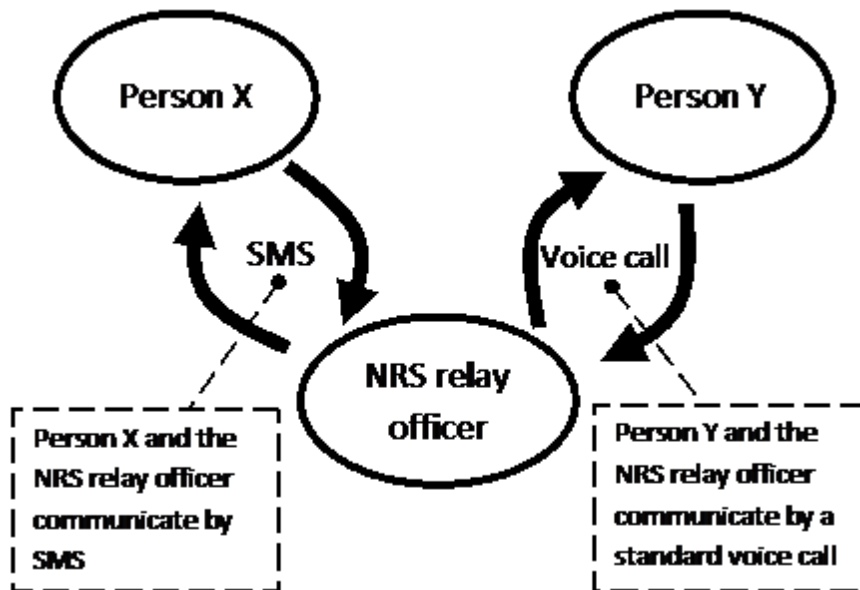 Person X
Person Y
SMS
Voice call
NRS relay
officer
Person X and the
NRS relay officer
communicate by
SMS
Person Y and the
NRS relay officer
communicate by a
standard voice call